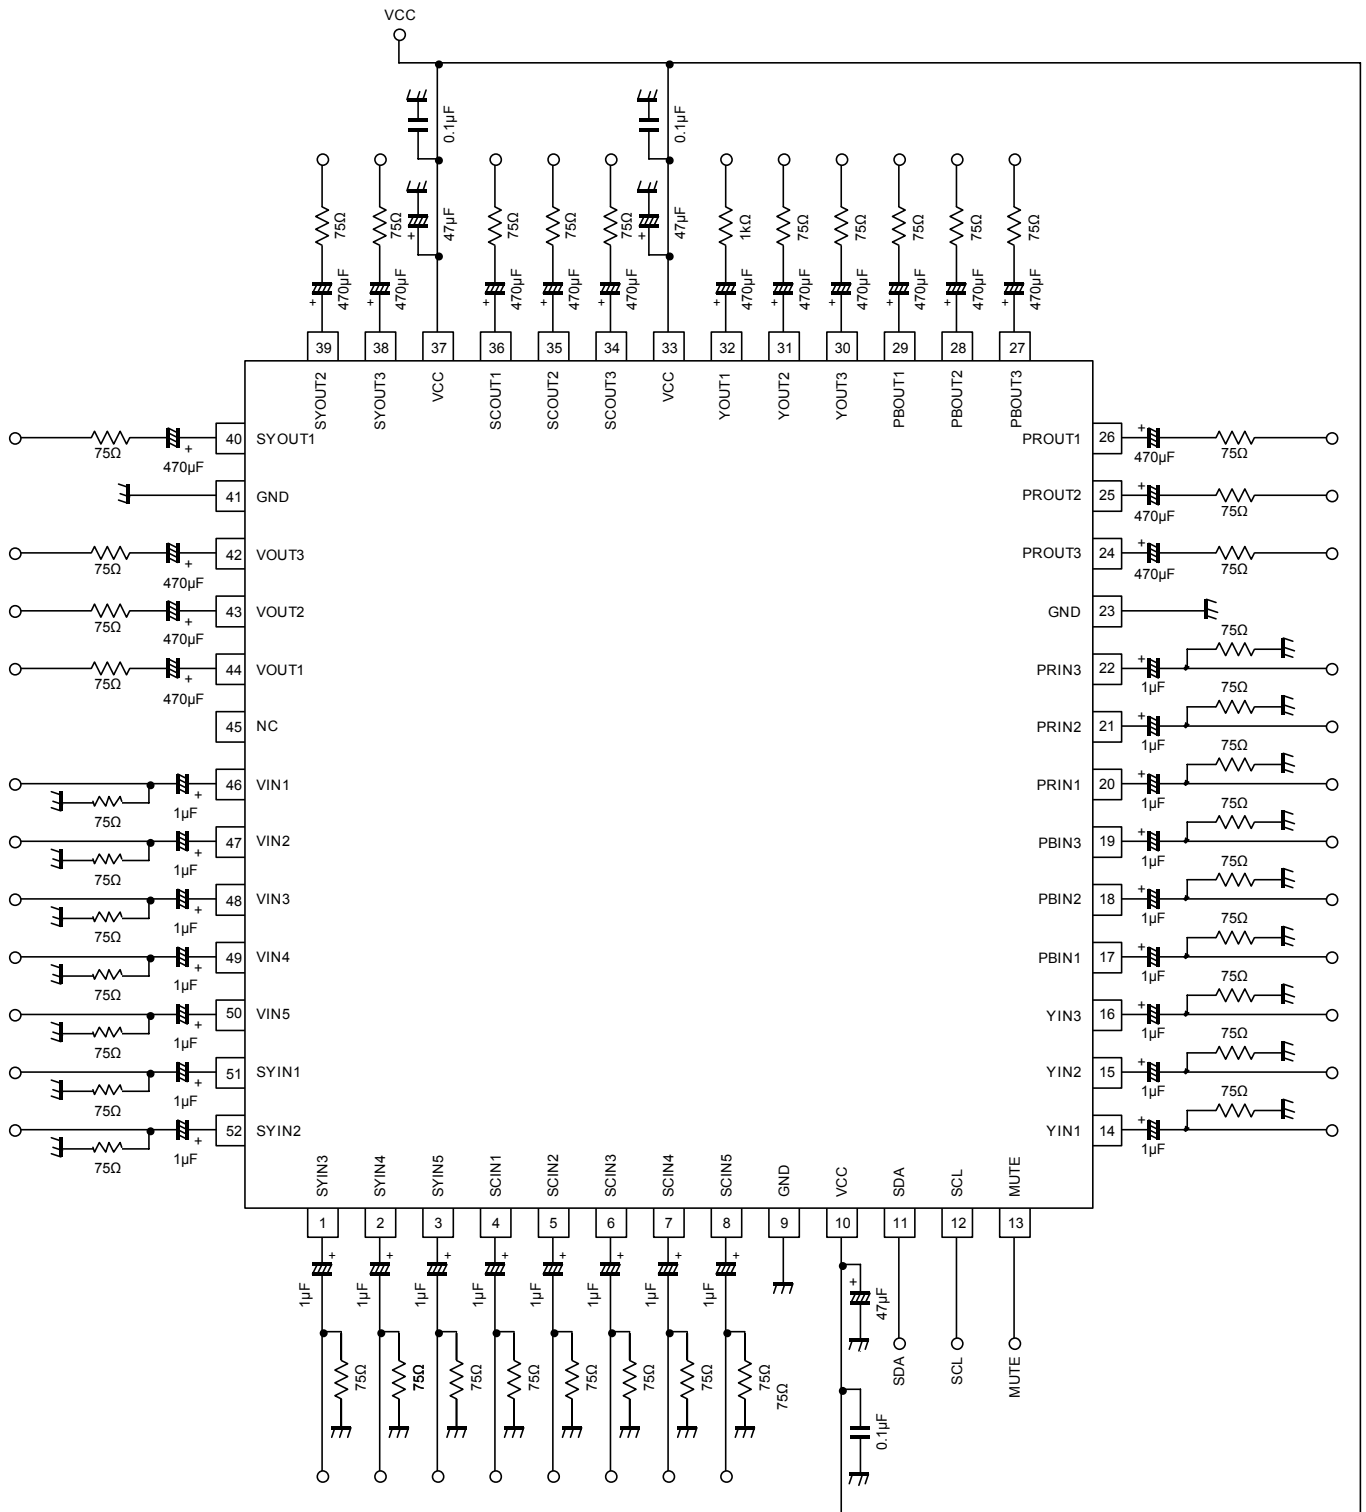 VCC
0.1µF
0.1µF
75Ω
75Ω
47µF
75Ω
75Ω
75Ω
47µF
1kΩ
75Ω
75Ω
75Ω
75Ω
75Ω
+
470µF
+
470µF
+
+
470µF
+
470µF
+
470µF
+
+
470µF
+
470µF
+
470µF
+
470µF
+
470µF
+
470µF
39
38
37
36
35
34
33
32
31
30
29
28
27
SYOUT2
SYOUT3
VCC
SCOUT1
SCOUT2
SCOUT3
VCC
YOUT1
YOUT2
YOUT3
PBOUT1
PBOUT2
PBOUT3
75Ω
+
470µF
40
SYOUT1
41
GND
75Ω
+
470µF
42
VOUT3
75Ω
+
470µF
43
VOUT2
75Ω
+
470µF
44
VOUT1
45
NC
75Ω
+
1µF
46
VIN1
75Ω
+
1µF
47
VIN2
75Ω
+
1µF
48
VIN3
75Ω
+
1µF
49
VIN4
75Ω
+
1µF
50
VIN5
75Ω
+
1µF
51
SYIN1
75Ω
+
1µF
52
SYIN2
PROUT1
26
+
470µF
75Ω
PROUT2
25
+
470µF
75Ω
PROUT3
24
+
470µF
75Ω
GND
23
PRIN3
22
+
1µF
75Ω
PRIN2
21
+
1µF
75Ω
PRIN1
20
+
1µF
75Ω
PBIN3
19
+
1µF
75Ω
PBIN2
18
+
1µF
75Ω
PBIN1
17
+
1µF
75Ω
YIN3
16
+
1µF
75Ω
YIN2
15
+
1µF
75Ω
YIN1
14
+
1µF
75Ω
SYIN3
SYIN4
SYIN5
SCIN1
SCIN2
SCIN3
SCIN4
SCIN5
GND
VCC
SDA
SCL
MUTE
1
2
3
4
5
6
7
8
9
10
11
12
13
+
1µF
+
1µF
+
1µF
+
1µF
+
1µF
+
1µF
+
1µF
+
1µF
+
47µF
75Ω
75Ω
75Ω
75Ω
75Ω
75Ω
75Ω
75Ω
75Ω
SDA
SCL
MUTE
0.1µF